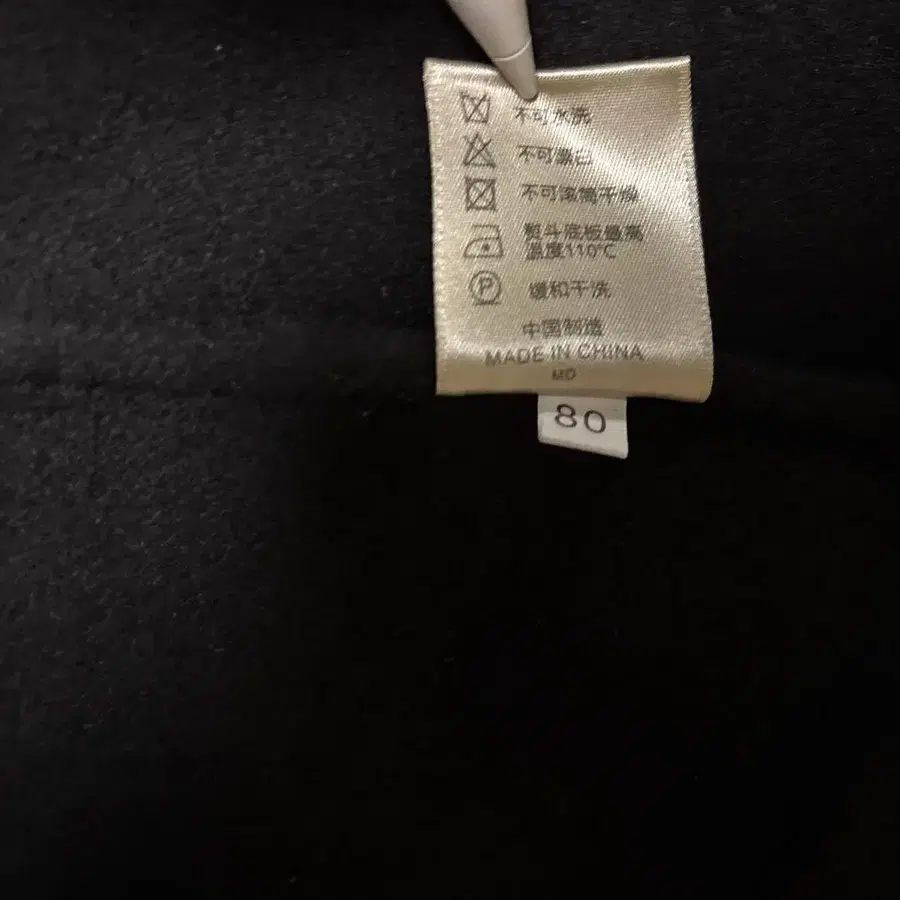 不可水洗
不可漂白
不可滚筒干燥
熨斗底板最高
温度110℃
P
缓和干洗
中国制造
MADE IN CHINA
MD
80